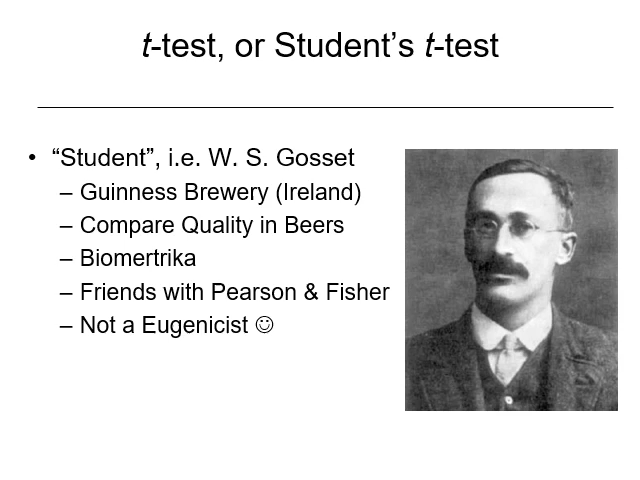 t-test, or Student’s t-test
• “Student”, i.e. W. S. Gosset
– Guinness Brewery (Ireland)
– Compare Quality in Beers
– Biomertrika
– Friends with Pearson & Fisher
– Not a Eugenicist ☺